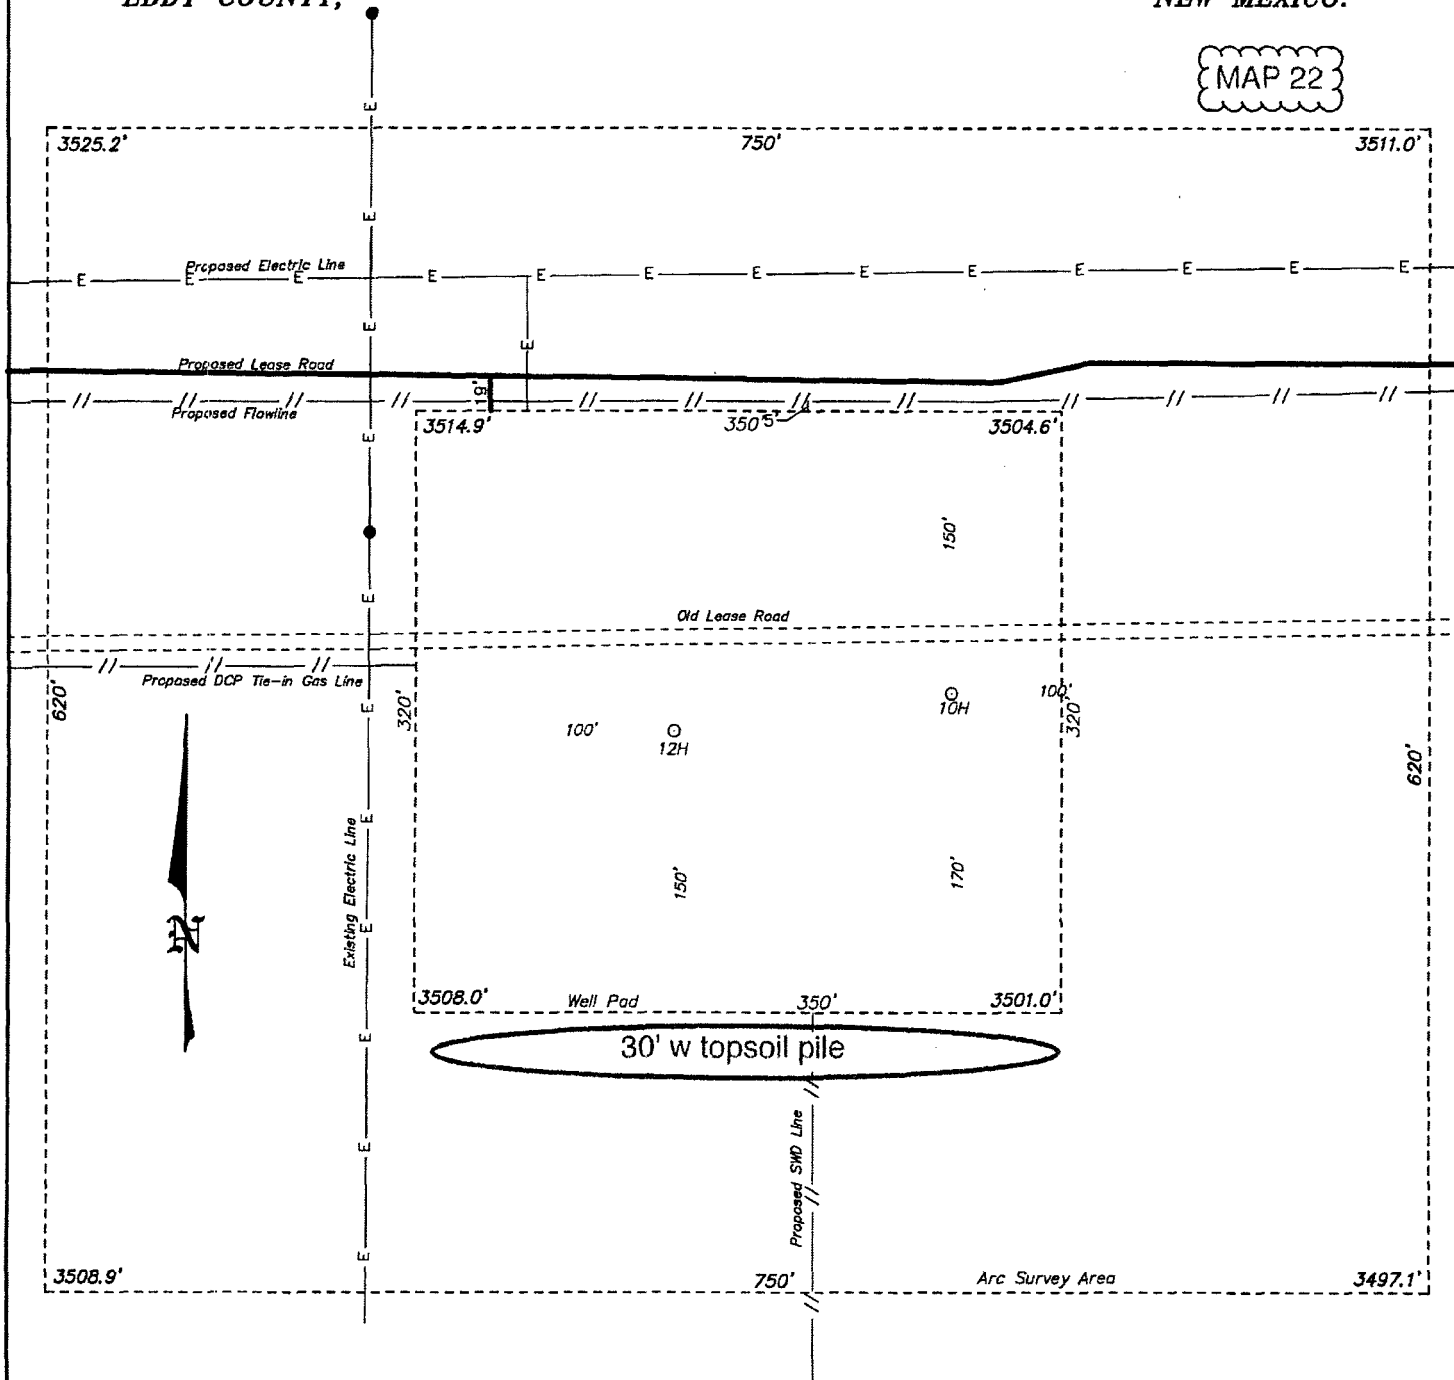 EDDY COUNTY,
NEW MEXICO.
MAP 22
3525.2'
750'
3511.0'
E
E
Proposed Electric Line
E E E E E E E E E E E E E
E
E
Proposed Lease Road
19'
Proposed Flowline
3514.9'
350'
5'
3504.6'
E
150'
E
Old Lease Road
Proposed DCP Tie-in Gas Line
620'
320'
E
100'
12H
10H
100'
320'
620'
E
Existing Electric Line
150'
170'
N
E
3508.0'
Well Pad
350'
3501.0'
E
30' w topsoil pile
Proposed SWD Line
E
E
3508.9'
750'
Arc Survey Area
3497.1'